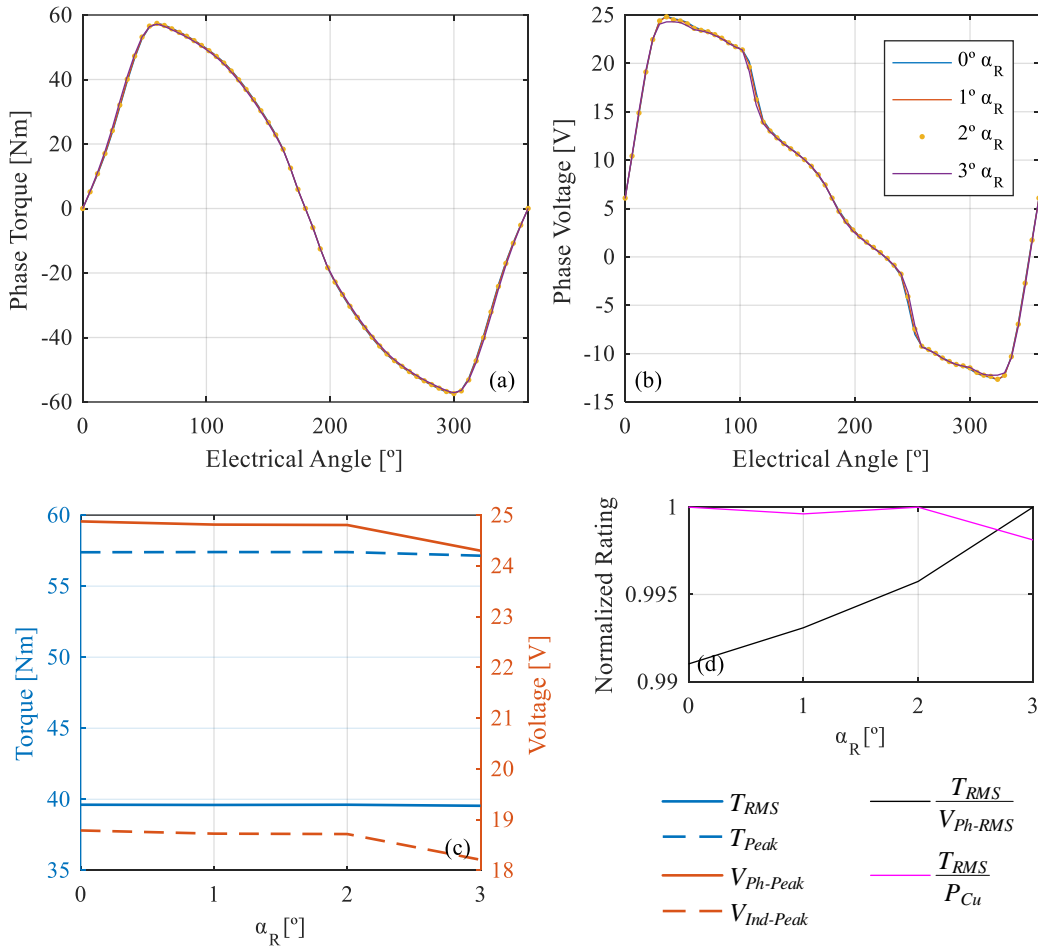 60
40
20
0
-20
-40
-60
Phase Torque [Nm]
0
100
200
300
Electrical Angle [º]
(a)
25
20
15
10
5
0
-5
-10
-15
Phase Voltage [V]
0
100
200
300
Electrical Angle [º]
(b)
0º α_R
1º α_R
2º α_R
3º α_R
60
55
50
45
40
35
Torque [Nm]
25
24
23
22
21
20
19
18
Voltage [V]
0
1
2
3
α_R [º]
(c)
1
0.995
0.99
Normalized Rating
(d)
0
1
2
3
α_R [º]
T_RMS
T_Peak
V_Ph-Peak
V_Ind-Peak
T_RMS
V_Ph-RMS
T_RMS
P_Cu